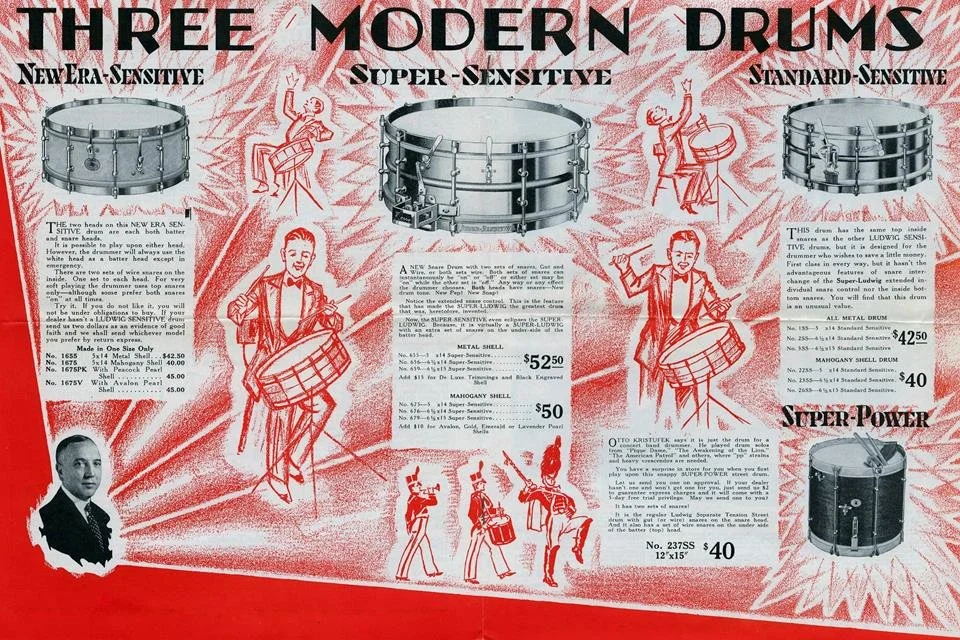 THREE MODERN DRUMS
NEW ERA-SENSITIVE
THE two heads on this NEW ERA SEN-
SITIVE drum are each both batter
and snare heads.
It is possible to play upon either head.
However, the drummer will always use the
white head as a batter head except in
emergency.
There are two sets of wire snares on the
inside. One set to each head. For very
soft playing the drummer uses top snares
only—although some prefer both snares
"on" at all times.
Try it. If you do not like it, you will
not be under obligations to buy. If your
dealer hasn't a LUDWIG SENSITIVE drum
send us two dollars as an evidence of good
faith and we shall send whichever model
you prefer by return express.
Made in One Size Only
No. 1655 5x14 Metal Shell...$42.50
No. 1675 5x14 Mahogany Shell 40.00
No. 1675PK With Peacock Pearl
Shell .......... 45.00
No. 1675V With Avalon Pearl
Shell .......... 45.00
SUPER-SENSITIVE
A NEW Snare Drum with two sets of snares, Gut and
Wire, or both sets wire. Both sets of snares can
instantaneously be "on" or "off" or either set may be
"on" while the other set is "off." Any way or any effect
the drummer chooses. Both heads have snares—New
drum tone. New Pep! New Snap!
Notice the extended snare control. This is the feature
that has made the SUPER-LUDWIG the greatest drum
that was, heretofore, invented.
Now, the SUPER-SENSITIVE even eclipses the SUPER-
LUDWIG. Because, it is virtually a SUPER-LUDWIG
with an extra set of snares on the under-side of the
batter head.
METAL SHELL
No. 655—5 x14 Super-Sensitive
No. 656—6½x14 Super-Sensitive
No. 659—6½x15 Super-Sensitive
$52.50
Add $15 for De Luxe Trimmings and Black Engraved
Shell
MAHOGANY SHELL
No. 675—5 x14 Super-Sensitive
No. 676—6½x14 Super-Sensitive
No. 679—6½x15 Super-Sensitive
$50
Add $10 for Avalon, Gold, Emerald or Lavender Pearl
Shells
STANDARD-SENSITIVE
THIS drum has the same top inside
snares as the other LUDWIG SENSI-
TIVE drums, but it is designed for the
drummer who wishes to save a little money.
First class in every way, but it hasn't the
advantageous features of snare inter-
change of the Super-Ludwig extended in-
dividual snare control nor the inside bot-
tom snares. You will find that this drum
is an unusual value.
ALL METAL DRUM
No. 1SS—5 x14 Standard Sensitive
No. 2SS—6½x14 Standard Sensitive
No. 3SS—6½x15 Standard Sensitive
$42.50
MAHOGANY SHELL DRUM
No. 22SS—5 x14 Standard Sensitive
No. 23SS—6½x14 Standard Sensitive
No. 26SS—6½x15 Standard Sensitive
$40
SUPER-POWER
OTTO KRISTUFEK says it is just the drum for a
concert band drummer. He played drum solos
from "Pique Dame," "The Awakening of the Lion,"
"The American Patrol" and others, where "pp" strains
and heavy crescendos are needed.
You have a surprise in store for you when you first
play upon this snappy SUPER-POWER street drum.
Let us send you one on approval. If your dealer
hasn't one and won't get one for you, just send us $2
to guarantee express charges and it will come with a
3-day free trial privilege. May we send one to you?
It has two sets of snares!
It is the regular Ludwig Separate Tension Street
drum with gut (or wire) snares on the snare head.
And it also has a set of wire snares on the under side
of the batter (top) head.
No. 237SS
12"x15"
$40